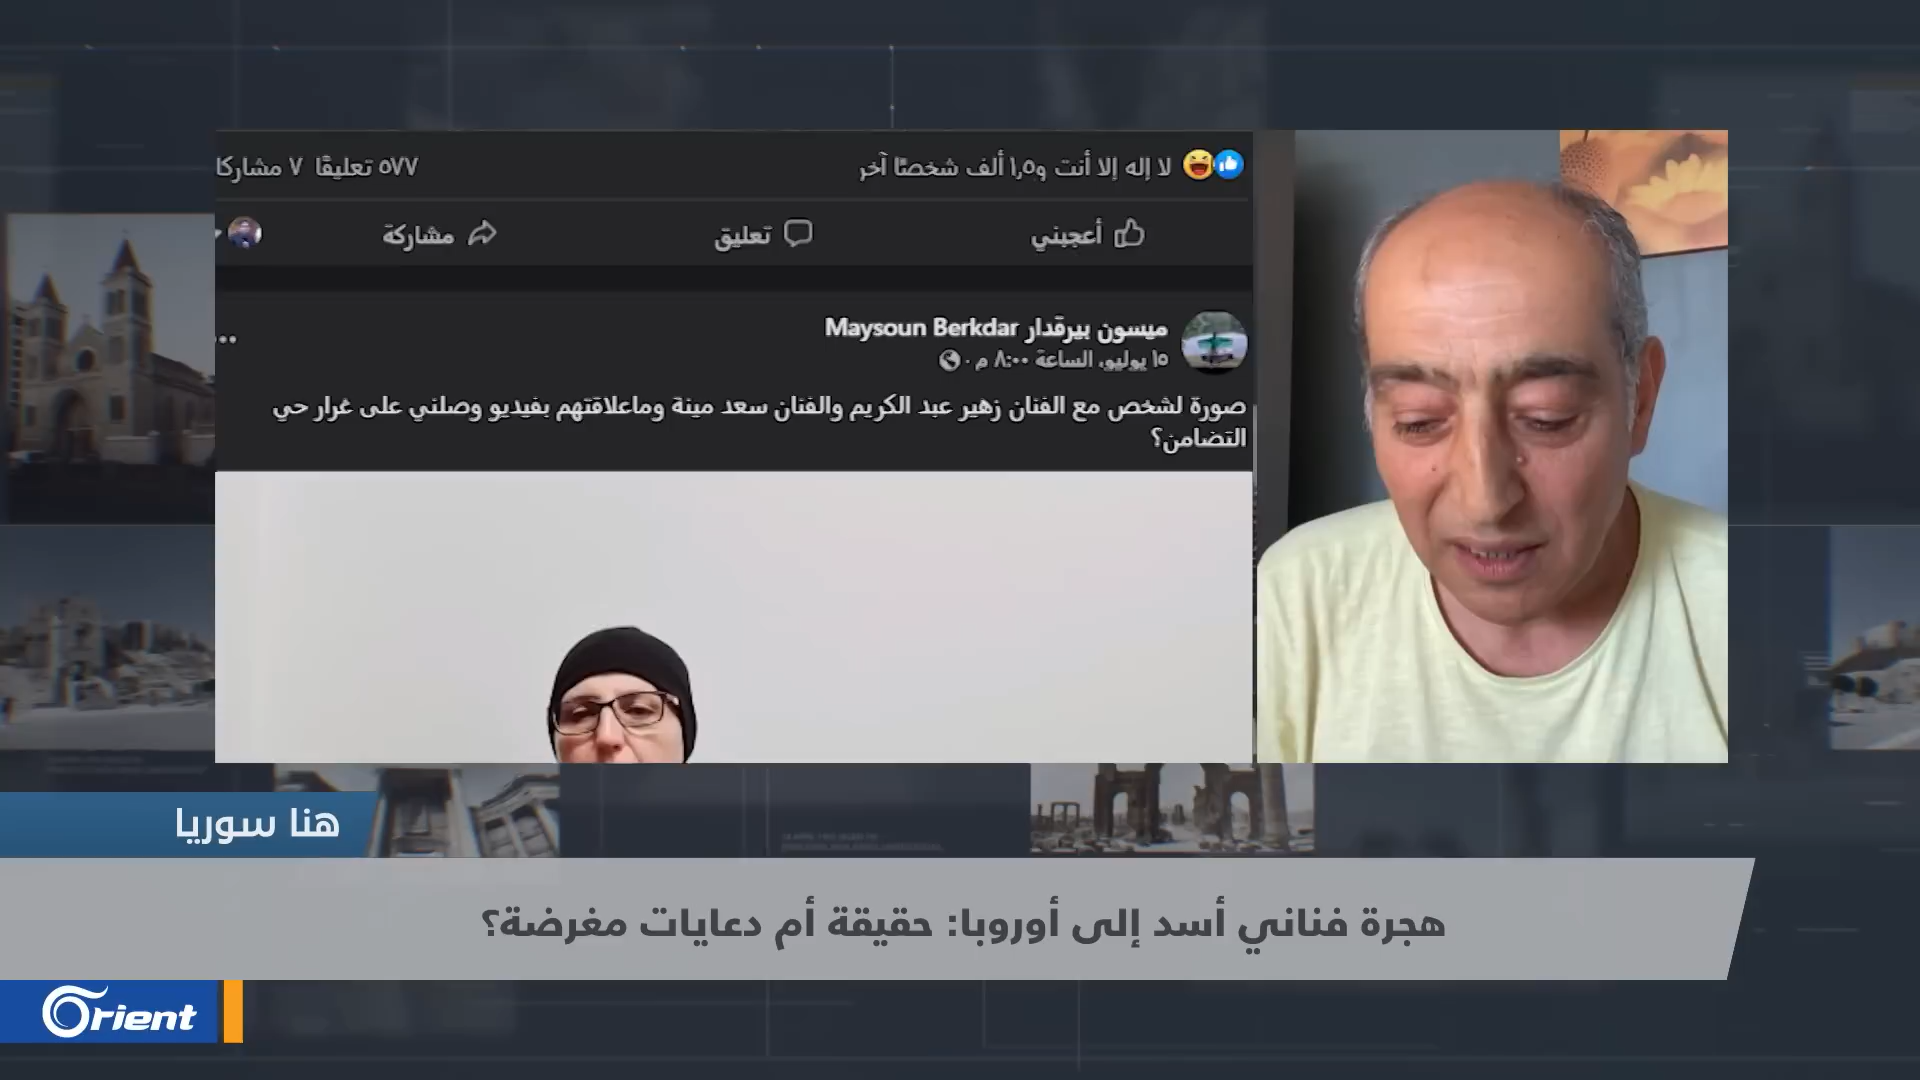 لا إله إلا أنت و١,٥ ألف شخصًا آخر
٥٧٧ تعليقًا ٧ مشاركا
أعجبني
تعليق
مشاركة
ميسون بيرقدار Maysoun Berkdar
١٥ يوليو، الساعة ٨:٠٠ م ·
صورة لشخص مع الفنان زهير عبد الكريم والفنان سعد مينة وماعلاقتهم بفيديو وصلني على غرار حي
التضامن؟
هنا سوريا
هجرة فناني أسد إلى أوروبا: حقيقة أم دعايات مغرضة؟
Orient